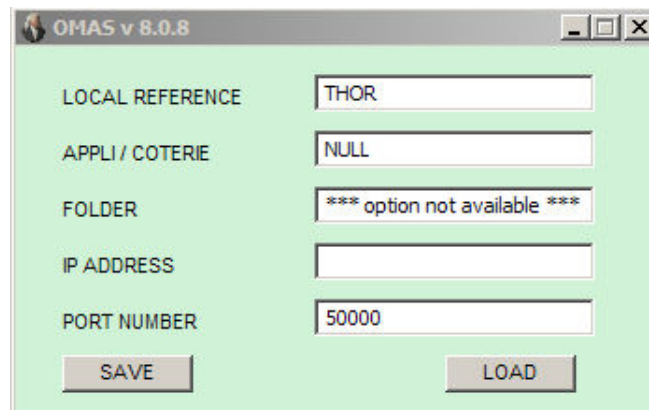 OMAS v 8.0.8
LOCAL REFERENCE THOR
APPLI / COTERIE NULL
FOLDER *** option not available ***
IP ADDRESS
PORT NUMBER 50000
SAVE LOAD